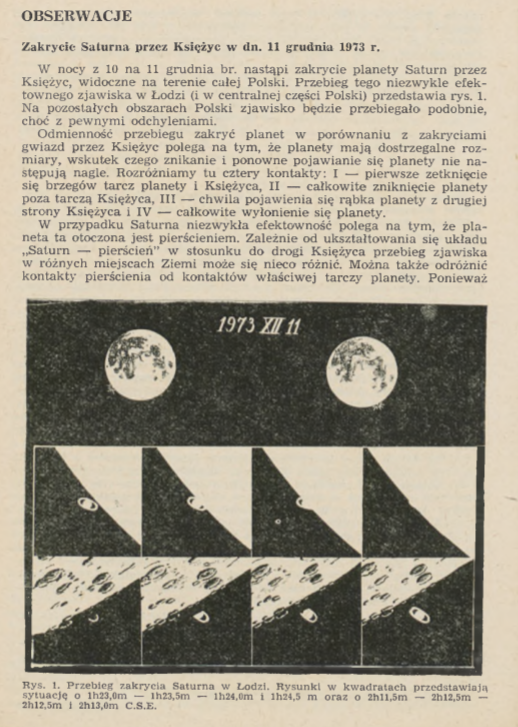 OBSERWACJE
Zakrycie Saturna przez Księżyc w dn. 11 grudnia 1973 r.
W nocy z 10 na 11 grudnia br. nastąpi zakrycie planety Saturn przez
Księżyc, widoczne na terenie całej Polski. Przebieg tego niezwykle efek-
townego zjawiska w Łodzi (i w centralnej części Polski) przedstawia rys. 1.
Na pozostałych obszarach Polski zjawisko będzie przebiegało podobnie,
choć z pewnymi odchyleniami.
Odmienność przebiegu zakryć planet w porównaniu z zakryciami
gwiazd przez Księżyc polega na tym, że planety mają dostrzegalne roz-
miary, wskutek czego znikanie i ponowne pojawianie się planety nie na-
stępują nagle. Rozróżniamy tu cztery kontakty: I — pierwsze zetknięcie
się brzegów tarcz planety i Księżyca, II — całkowite zniknięcie planety
poza tarczą Księżyca, III — chwila pojawienia się rąbka planety z drugiej
strony Księżyca i IV — całkowite wyłonienie się planety.
W przypadku Saturna niezwykła efektowność polega na tym, że pla-
neta ta otoczona jest pierścieniem. Zależnie od ukształtowania się układu
„Saturn — pierścień” w stosunku do drogi Księżyca przebieg zjawiska
w różnych miejscach Ziemi może się nieco różnić. Można także odróżnić
kontakty pierścienia od kontaktów właściwej tarczy planety. Ponieważ
1973 XII 11
Rys. 1. Przebieg zakrycia Saturna w Łodzi. Rysunki w kwadratach przedstawiają
sytuację o 1h23,0m — 1h23,5m — 1h24,0m i 1h24,5 m oraz o 2h11,5m — 2h12,5m —
2h12,5m i 2h13,0m C.S.E.